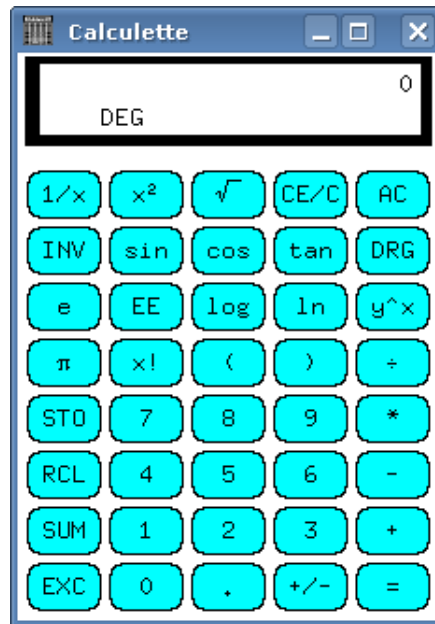 Calculette
0
DEG
1/x x² √ CE/C AC
INV sin cos tan DRG
e EE log ln y^x
π x! ( ) ÷
STO 7 8 9 *
RCL 4 5 6 -
SUM 1 2 3 +
EXC 0 . +/- =